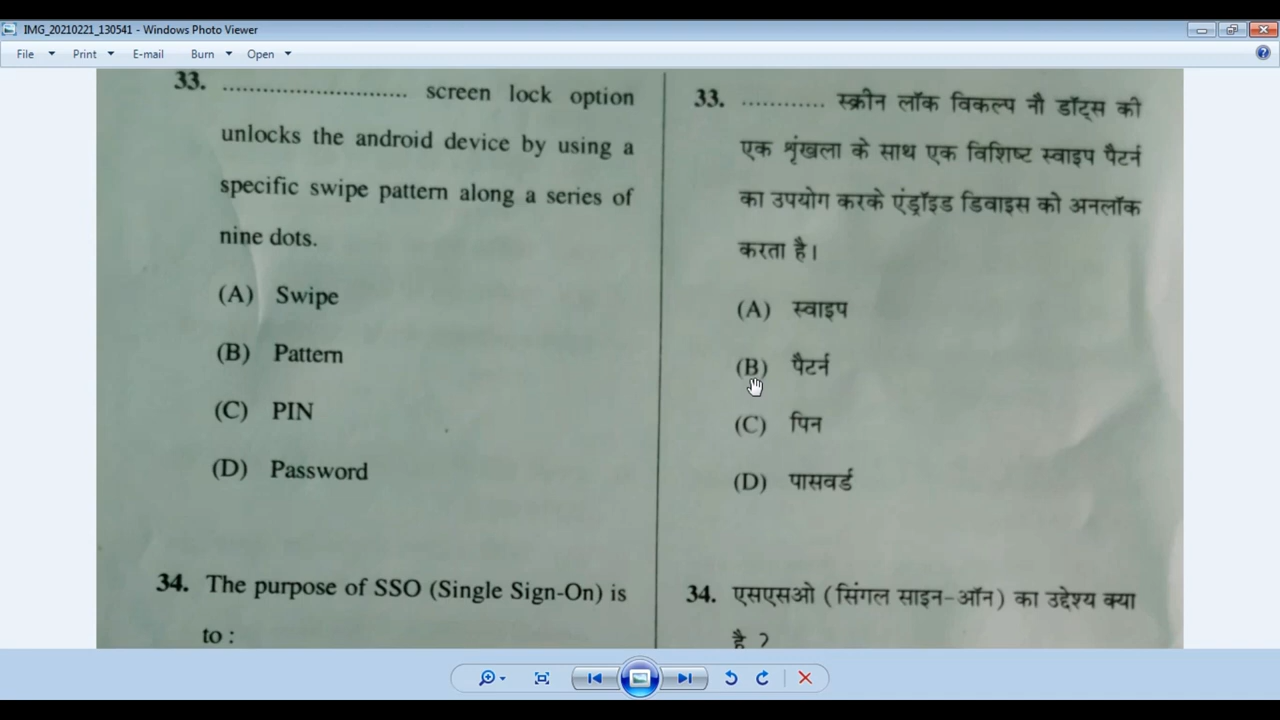 IMG_20210221_130541 - Windows Photo Viewer
File Print E-mail Burn Open
33. ........................... screen lock option
unlocks the android device by using a
specific swipe pattern along a series of
nine dots.
(A) Swipe
(B) Pattern
(C) PIN
(D) Password
34. The purpose of SSO (Single Sign-On) is
to :
33. ............ स्क्रीन लॉक विकल्प नौ डॉट्स की
एक शृंखला के साथ एक विशिष्ट स्वाइप पैटर्न
का उपयोग करके एंड्रॉइड डिवाइस को अनलॉक
करता है।
(A) स्वाइप
(B) पैटर्न
(C) पिन
(D) पासवर्ड
34. एसएसओ (सिंगल साइन-ऑन) का उद्देश्य क्या
है ?